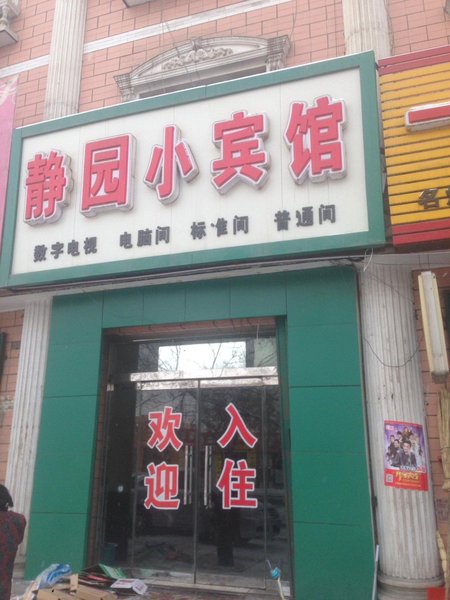 静园小宾馆
数字电视 电脑间 标准间 普通间
欢迎
入住